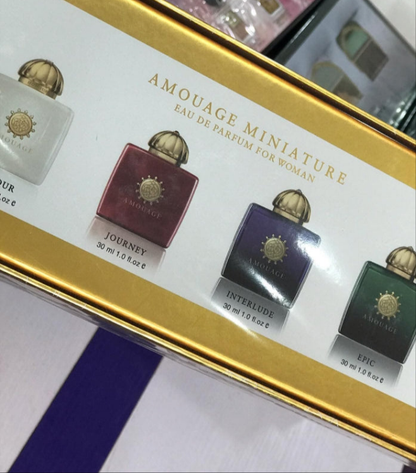 AMOUAGE MINIATURE
EAU DE PARFUM FOR WOMAN
AMOUAGE
JOURNEY
30 ml 1.0 fl.oz e
AMOUAGE
INTERLUDE
30 ml 1.0 fl.oz e
AMOUAGE
EPIC
30 ml 1.0 fl.oz e